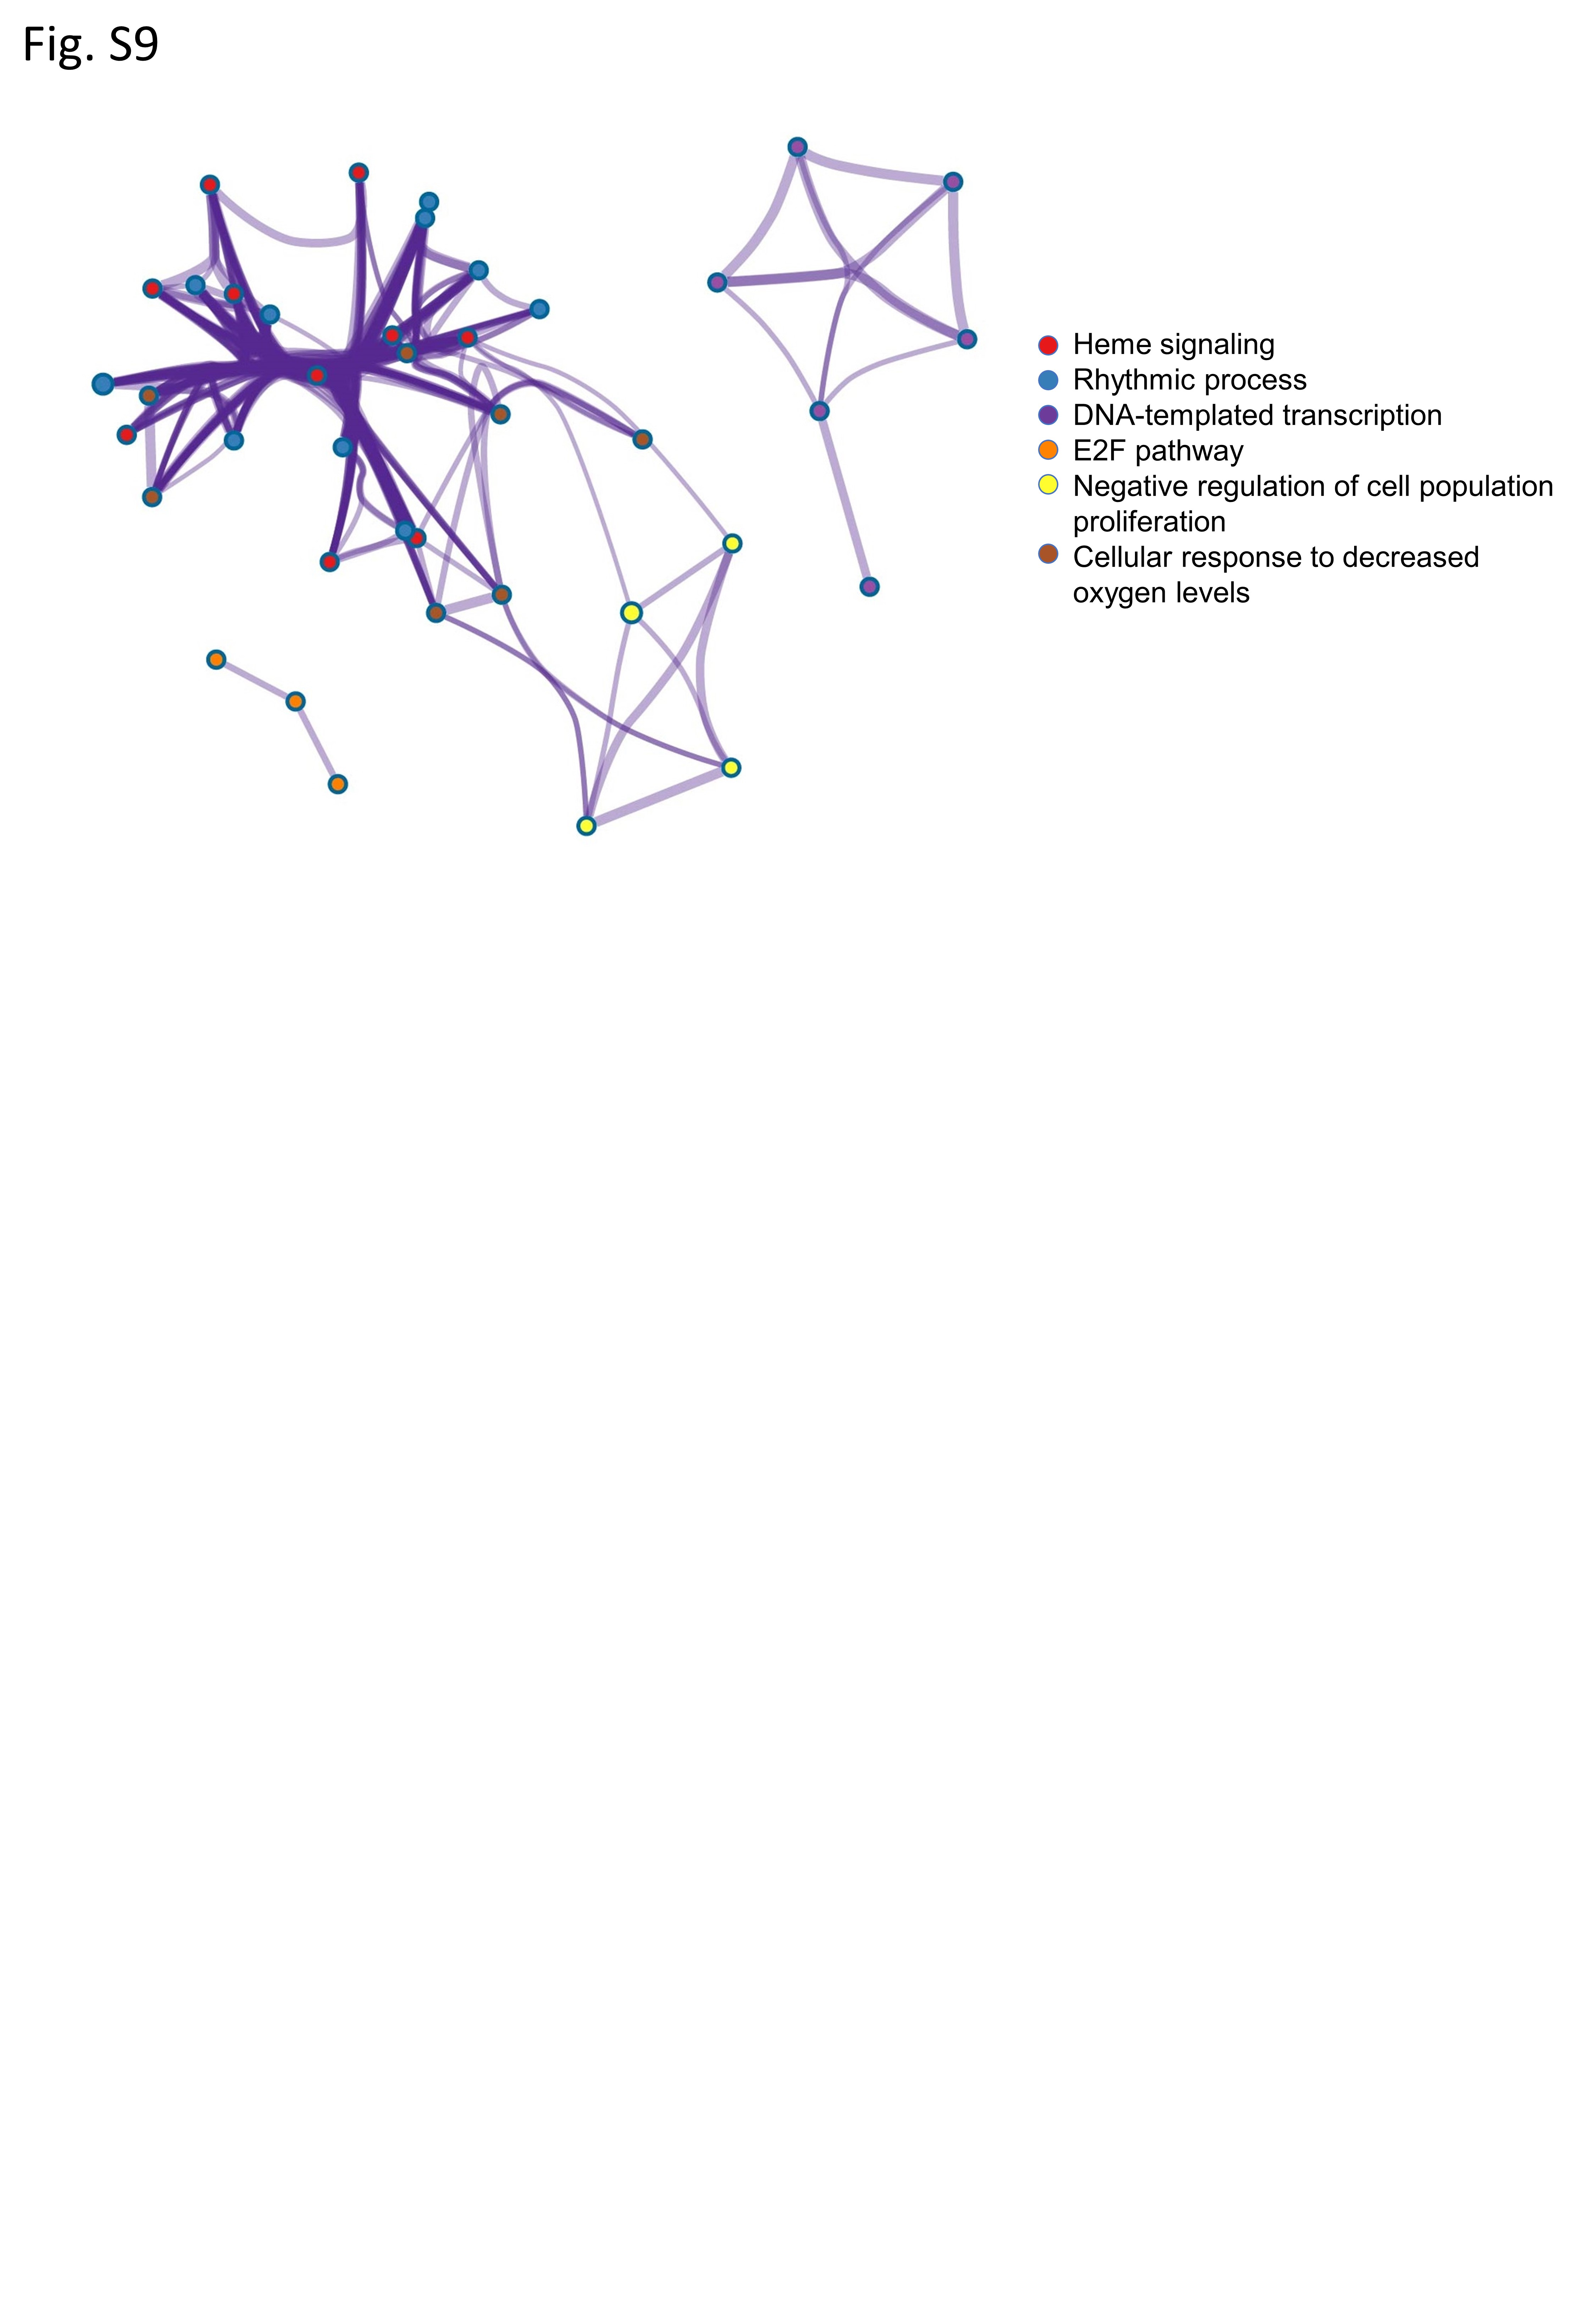 Fig. S9
Heme signaling
Rhythmic process
DNA-templated transcription
E2F pathway
Negative regulation of cell population
proliferation
Cellular response to decreased
oxygen levels